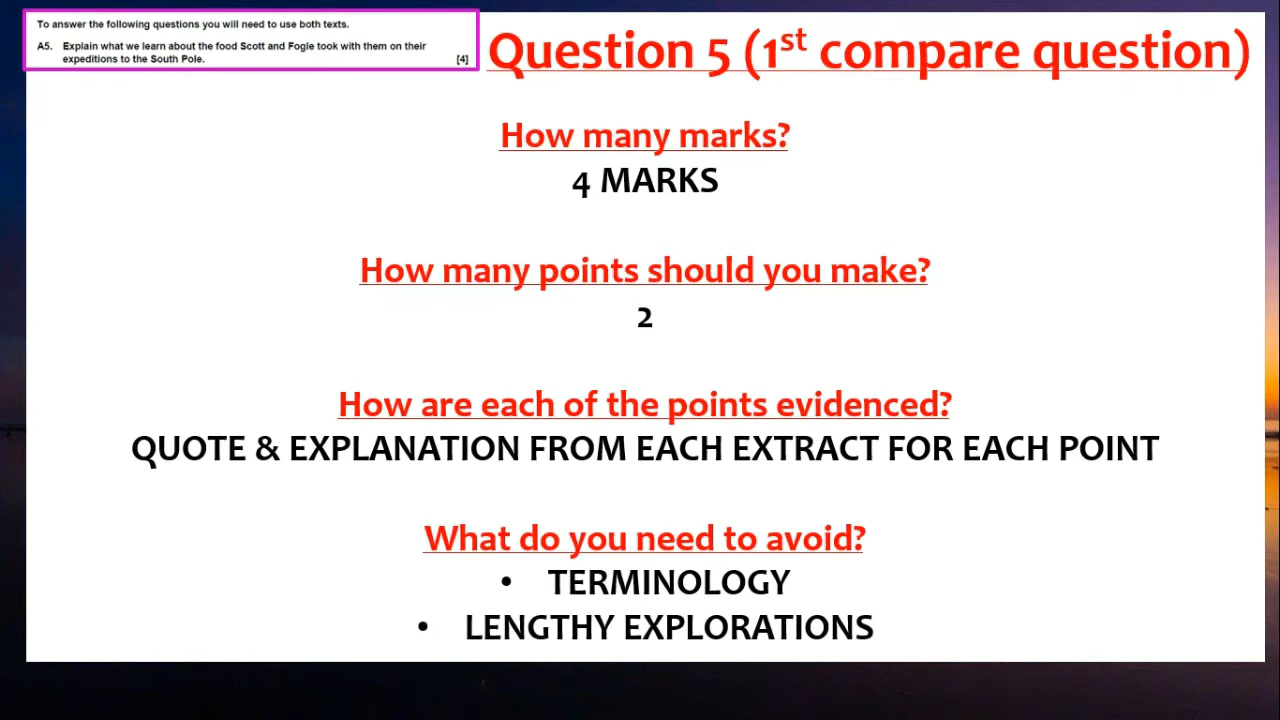 To answer the following questions you will need to use both texts.
A5. Explain what we learn about the food Scott and Fogle took with them on their
expeditions to the South Pole. [4]
Question 5 (1st compare question)
How many marks?
4 MARKS
How many points should you make?
2
How are each of the points evidenced?
QUOTE & EXPLANATION FROM EACH EXTRACT FOR EACH POINT
What do you need to avoid?
• TERMINOLOGY
• LENGTHY EXPLORATIONS